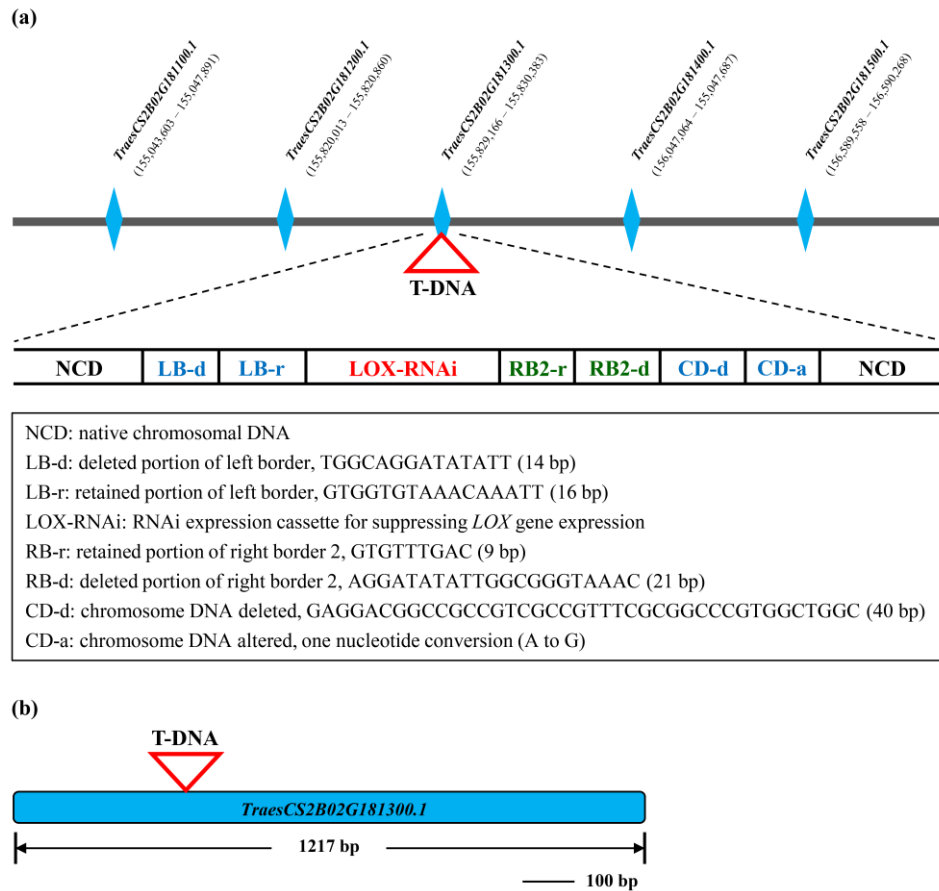 (a)
TraesCS2B02G181100.1
(155,043,603 – 155,047,891)
TraesCS2B02G181200.1
(155,820,013 – 155,820,860)
TraesCS2B02G181300.1
(155,829,166 – 155,830,383)
TraesCS2B02G181400.1
(156,047,064 – 155,047,687)
TraesCS2B02G181500.1
(156,589,558 – 156,590,268)
T-DNA
NCD LB-d LB-r LOX-RNAi RB2-r RB2-d CD-d CD-a NCD
NCD: native chromosomal DNA
LB-d: deleted portion of left border, TGGCAGGATATATT (14 bp)
LB-r: retained portion of left border, GTGGTGTAAACAAATT (16 bp)
LOX-RNAi: RNAi expression cassette for suppressing LOX gene expression
RB-r: retained portion of right border 2, GTGTTTGAC (9 bp)
RB-d: deleted portion of right border 2, AGGATATATTGGCGGGTAAAC (21 bp)
CD-d: chromosome DNA deleted, GAGGACGGCCGCCGTCGCCGTTTCGCGGCCCGTGGCTGGC (40 bp)
CD-a: chromosome DNA altered, one nucleotide conversion (A to G)
(b)
T-DNA
TraesCS2B02G181300.1
1217 bp
100 bp